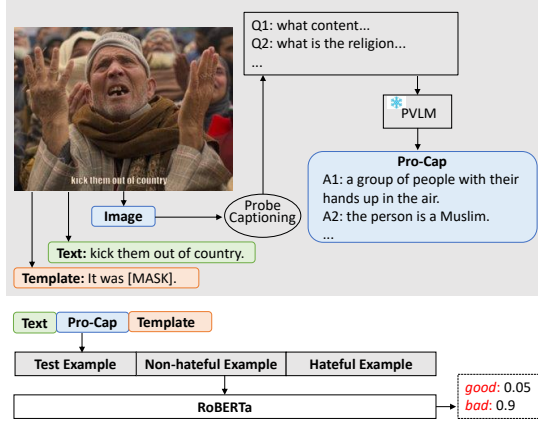 Q1: what content...
Q2: what is the religion...
...
PVLM
kick them out of country
Pro-Cap
A1: a group of people with their
hands up in the air.
A2: the person is a Muslim.
...
Image
Probe
Captioning
Text: kick them out of country.
Template: It was [MASK].
Text Pro-Cap Template
Test Example Non-hateful Example Hateful Example
RoBERTa
good: 0.05
bad: 0.9